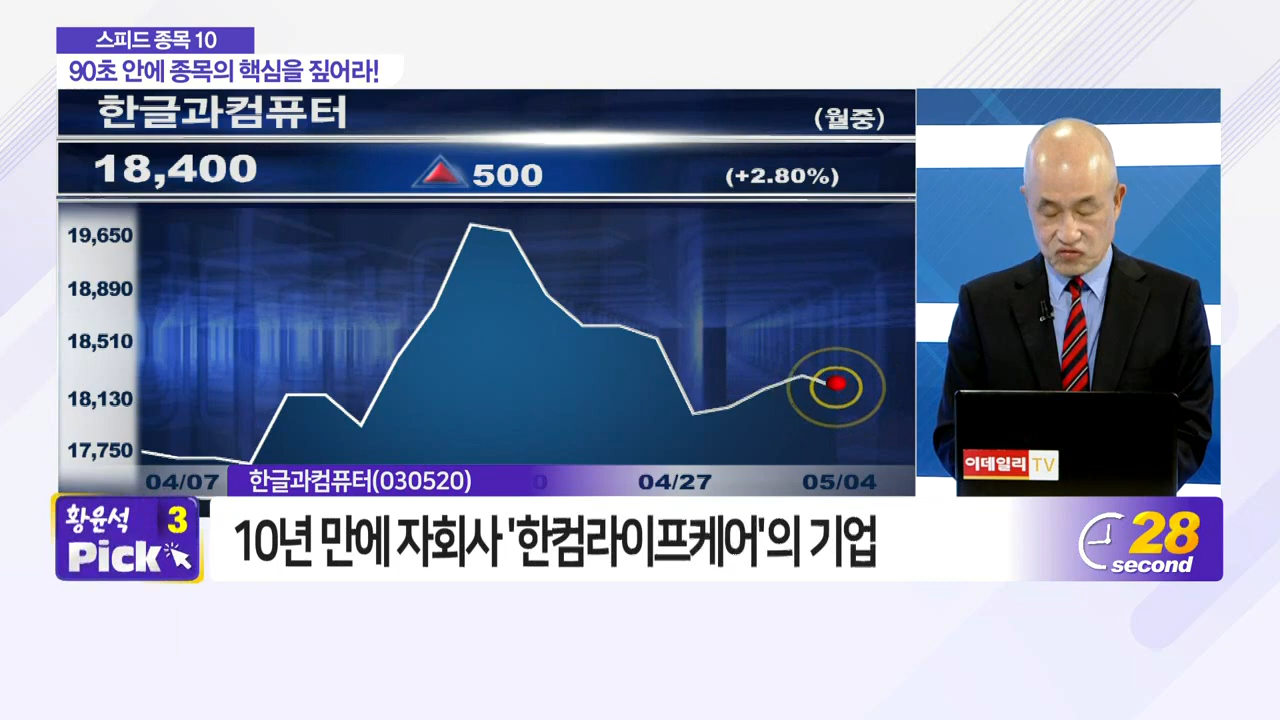 스피드 종목 10
90초 안에 종목의 핵심을 짚어라!
한글과컴퓨터
(월중)
18,400
500
(+2.80%)
19,650
18,890
18,510
18,130
17,750
04/07
0
04/27
05/04
한글과컴퓨터(030520)
이데일리 TV
황윤석 3
Pick
10년 만에 자회사 '한컴라이프케어'의 기업
28
second